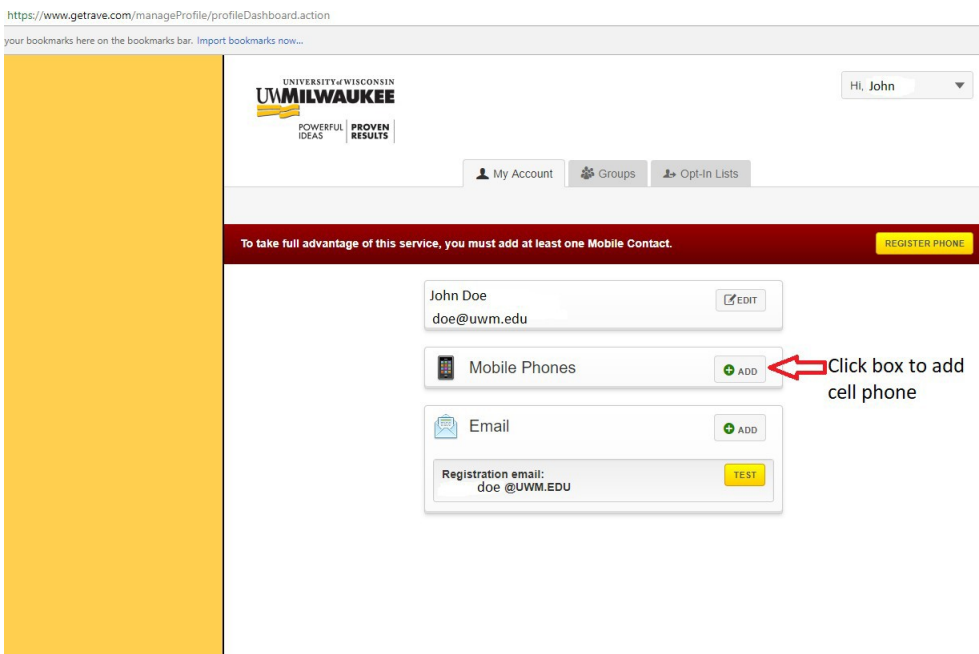 https://www.getrave.com/manageProfile/profileDashboard.action
your bookmarks here on the bookmarks bar. Import bookmarks now...
UNIVERSITY of WISCONSIN
UWMILWAUKEE
POWERFUL IDEAS
PROVEN RESULTS
Hi, John
My Account
Groups
Opt-In Lists
To take full advantage of this service, you must add at least one Mobile Contact.
REGISTER PHONE
John Doe
EDIT
doe@uwm.edu
Mobile Phones
ADD
Click box to add
cell phone
Email
ADD
Registration email:
doe @UWM.EDU
TEST